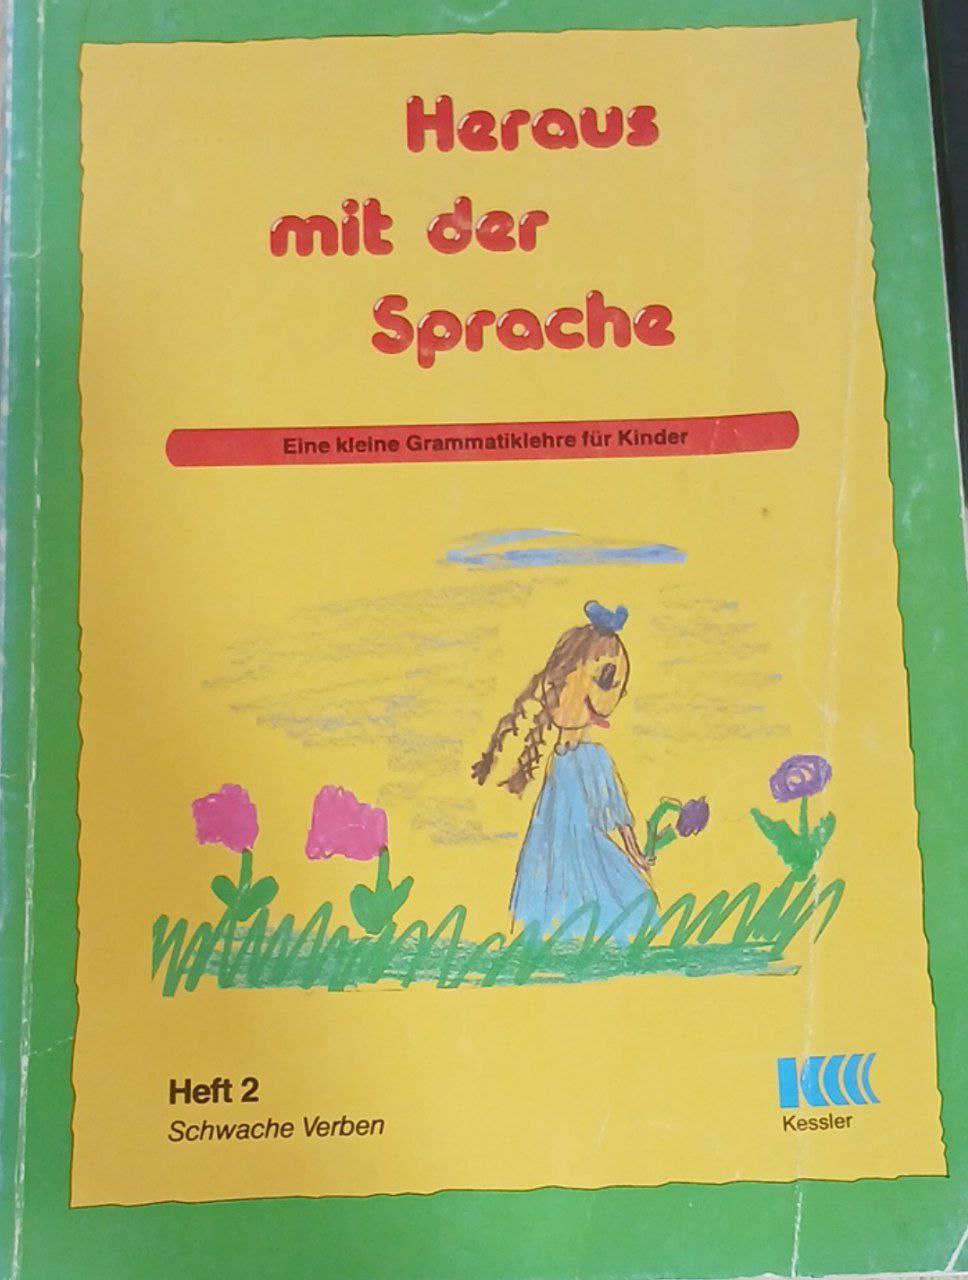 Heraus
mit der
Sprache
Eine kleine Grammatiklehre für Kinder
Heft 2
Schwache Verben
K
Kessler